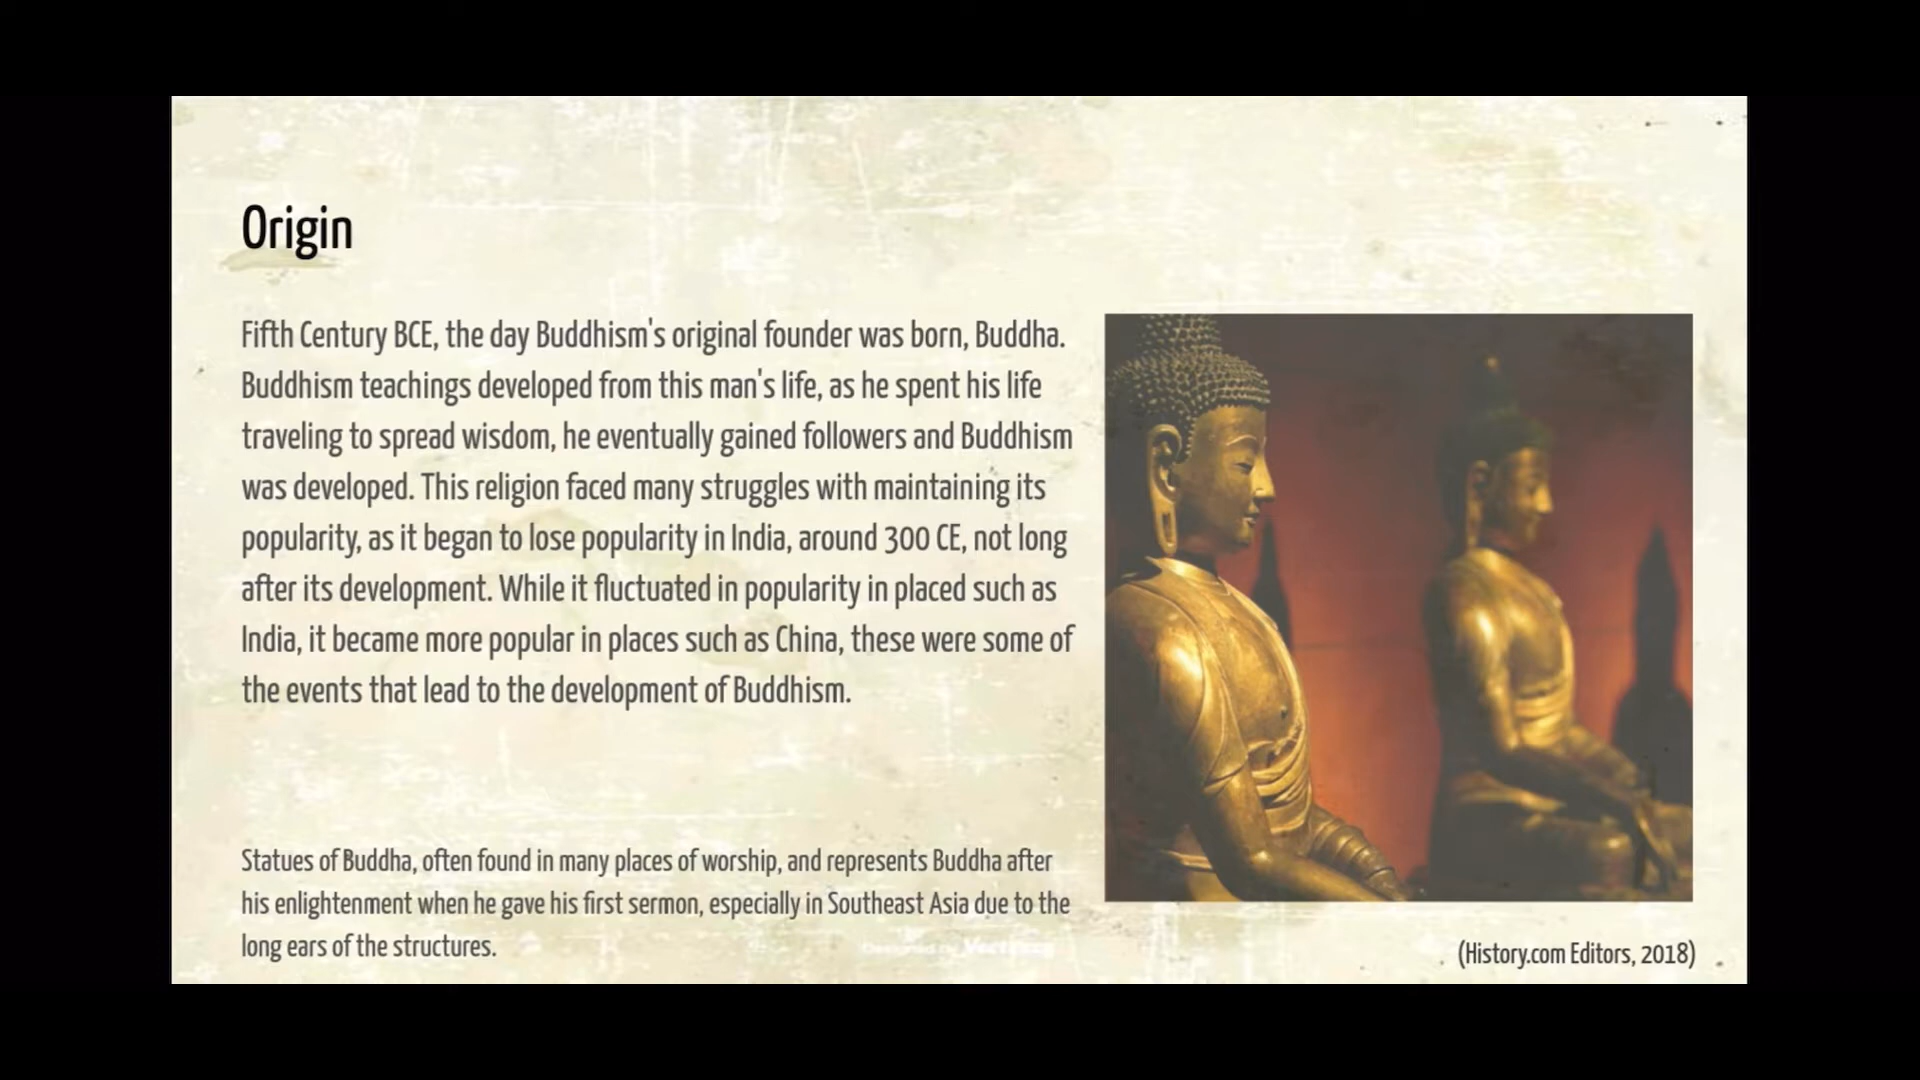 Origin
Fifth Century BCE, the day Buddhism's original founder was born, Buddha.
Buddhism teachings developed from this man's life, as he spent his life
traveling to spread wisdom, he eventually gained followers and Buddhism
was developed. This religion faced many struggles with maintaining its
popularity, as it began to lose popularity in India, around 300 CE, not long
after its development. While it fluctuated in popularity in placed such as
India, it became more popular in places such as China, these were some of
the events that lead to the development of Buddhism.
Statues of Buddha, often found in many places of worship, and represents Buddha after
his enlightenment when he gave his first sermon, especially in Southeast Asia due to the
long ears of the structures.
(History.com Editors, 2018)